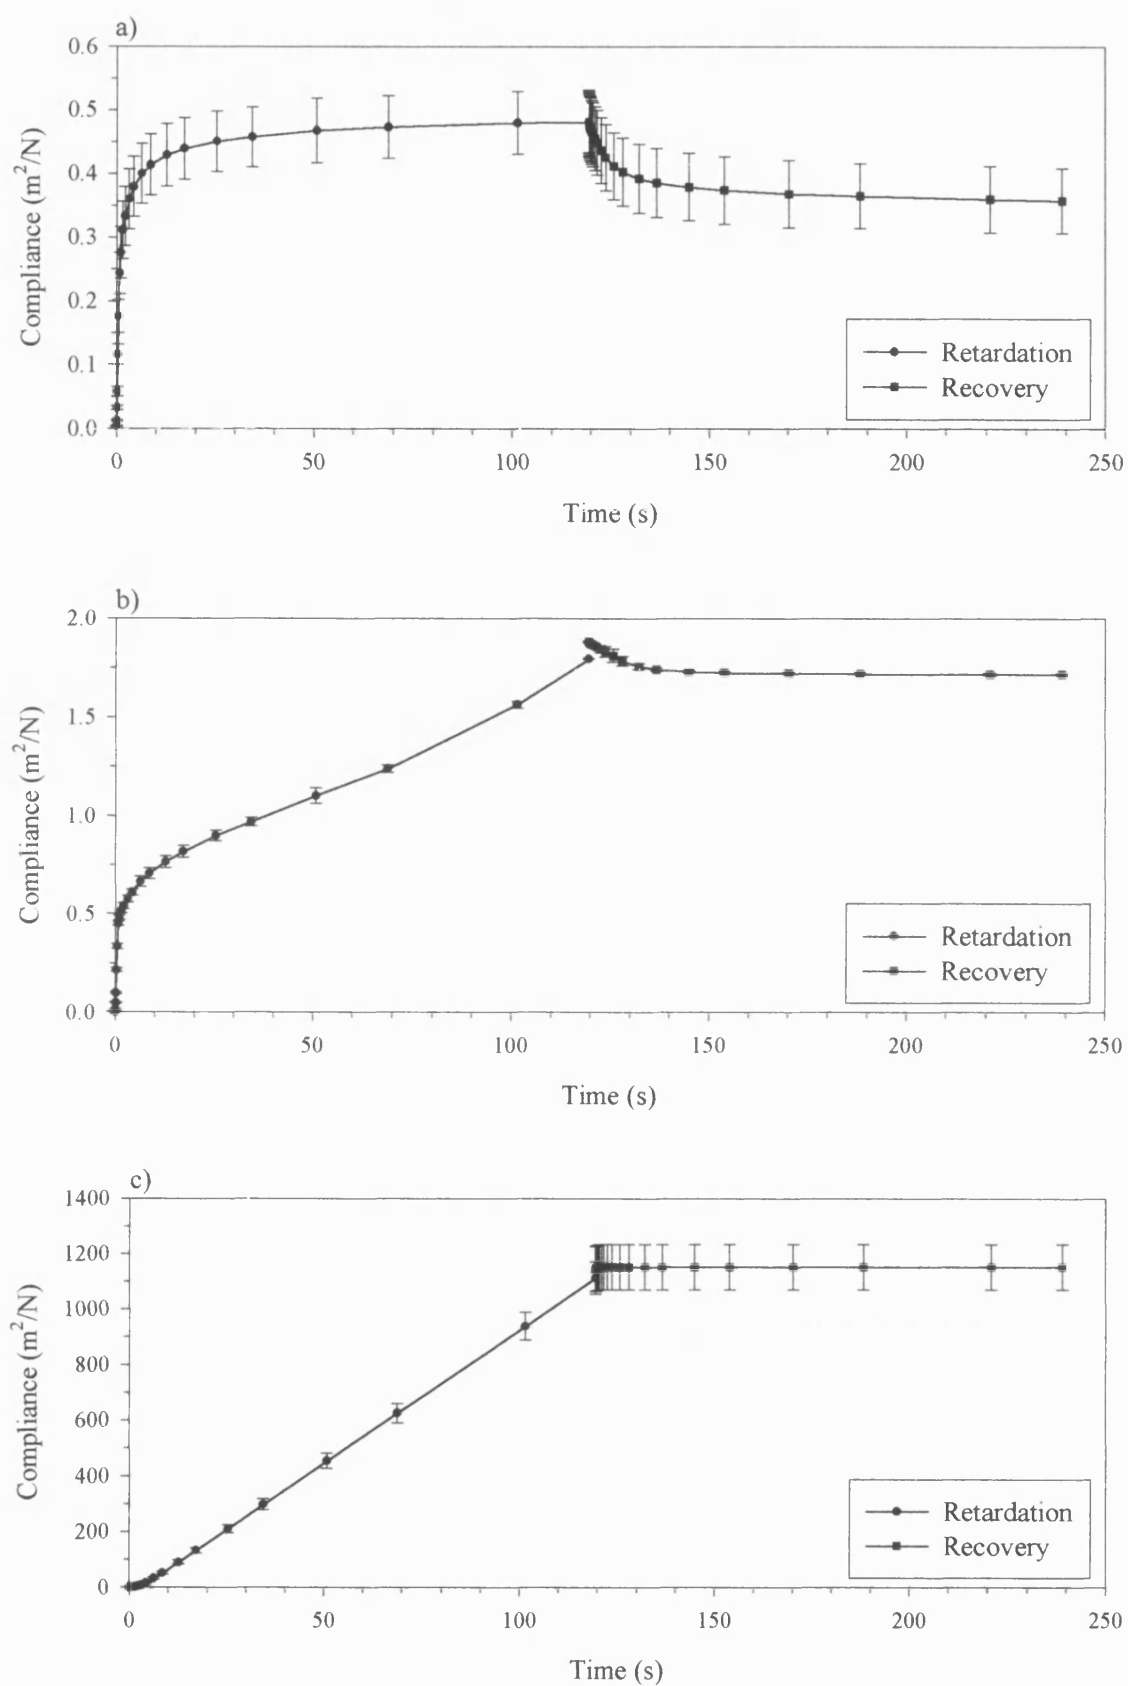 a)
0.6
0.5
0.4
0.3
0.2
0.1
0.0
Compliance (m²/N)
Retardation
Recovery
0 50 100 150 200 250
Time (s)
b)
2.0
1.5
1.0
0.5
0.0
Compliance (m²/N)
Retardation
Recovery
0 50 100 150 200 250
Time (s)
c)
1400
1200
1000
800
600
400
200
0
Compliance (m²/N)
Retardation
Recovery
0 50 100 150 200 250
Time (s)